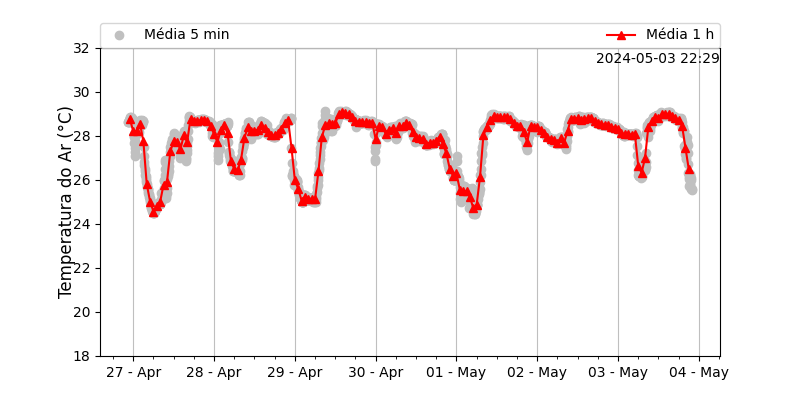 Média 5 min
Média 1 h
2024-05-03 22:29
Temperatura do Ar (°C)
32
30
28
26
24
22
20
18
27 - Apr
28 - Apr
29 - Apr
30 - Apr
01 - May
02 - May
03 - May
04 - May